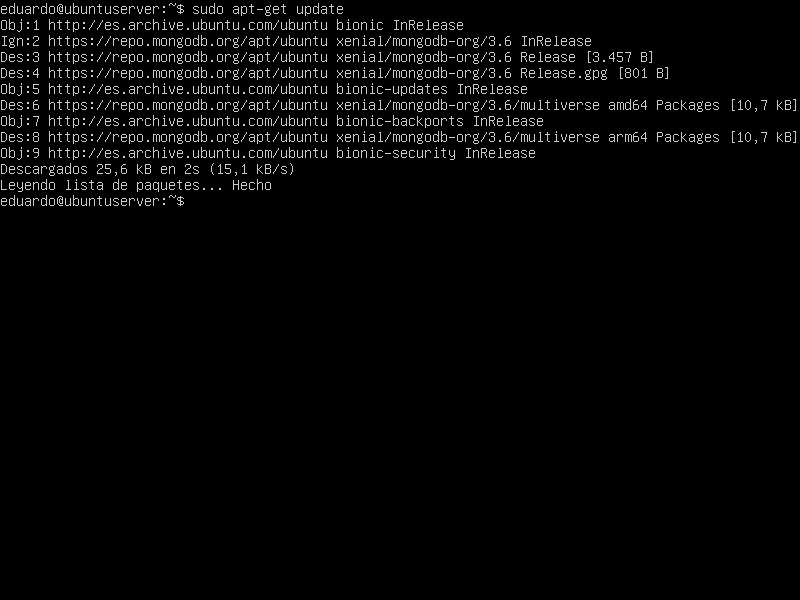 eduardo@ubuntuserver:~$ sudo apt-get update
Obj:1 http://es.archive.ubuntu.com/ubuntu bionic InRelease
Ign:2 https://repo.mongodb.org/apt/ubuntu xenial/mongodb-org/3.6 InRelease
Des:3 https://repo.mongodb.org/apt/ubuntu xenial/mongodb-org/3.6 Release [3.457 B]
Des:4 https://repo.mongodb.org/apt/ubuntu xenial/mongodb-org/3.6 Release.gpg [801 B]
Obj:5 http://es.archive.ubuntu.com/ubuntu bionic-updates InRelease
Des:6 https://repo.mongodb.org/apt/ubuntu xenial/mongodb-org/3.6/multiverse amd64 Packages [10,7 kB]
Obj:7 http://es.archive.ubuntu.com/ubuntu bionic-backports InRelease
Des:8 https://repo.mongodb.org/apt/ubuntu xenial/mongodb-org/3.6/multiverse arm64 Packages [10,7 kB]
Obj:9 http://es.archive.ubuntu.com/ubuntu bionic-security InRelease
Descargados 25,6 kB en 2s (15,1 kB/s)
Leyendo lista de paquetes... Hecho
eduardo@ubuntuserver:~$